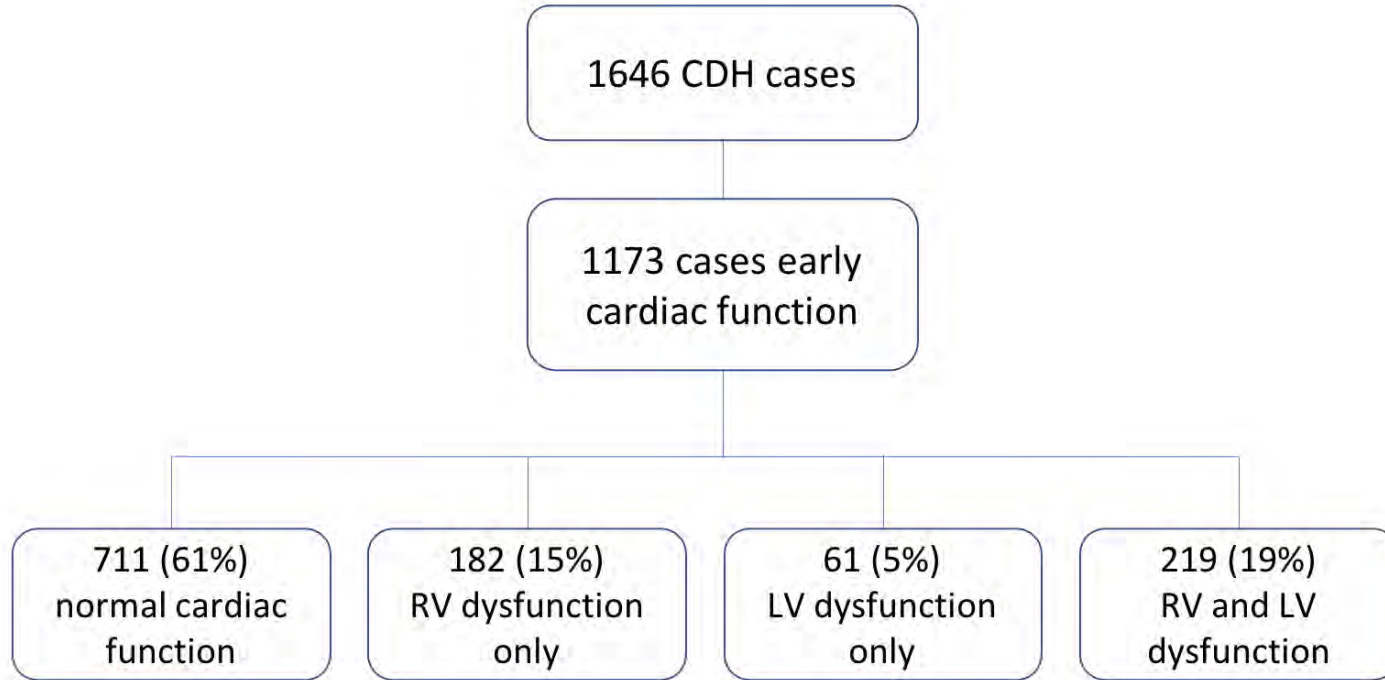 1646 CDH cases
1173 cases early
cardiac function
711 (61%)
normal cardiac
function
182 (15%)
RV dysfunction
only
61 (5%)
LV dysfunction
only
219 (19%)
RV and LV
dysfunction